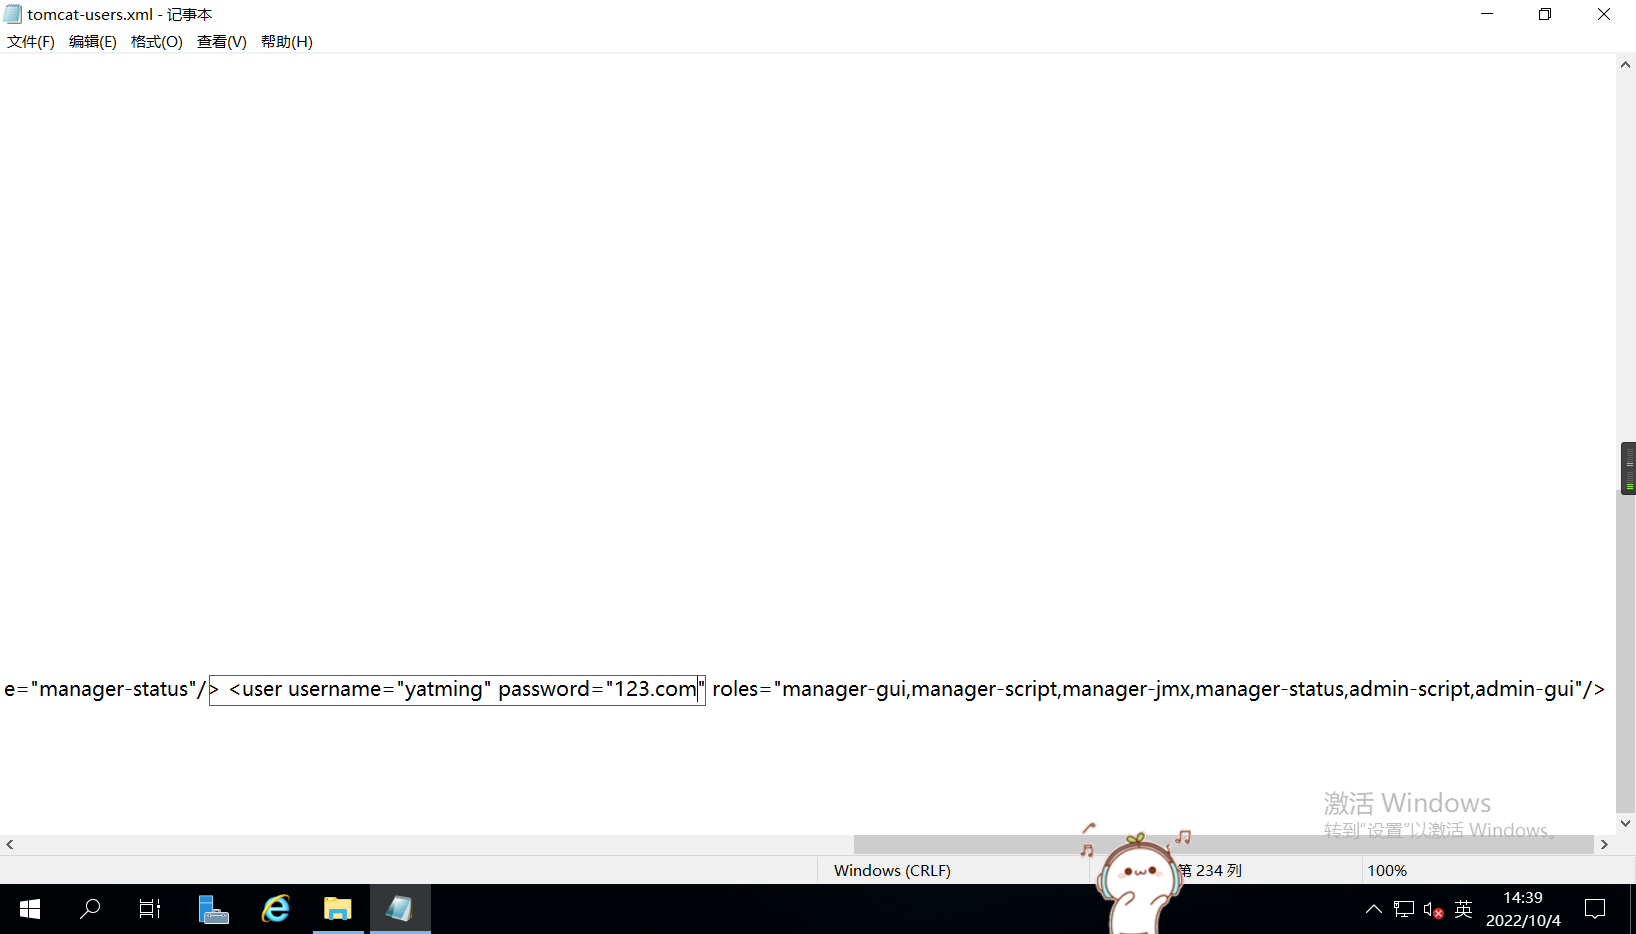 tomcat-users.xml - 记事本
文件(F) 编辑(E) 格式(O) 查看(V) 帮助(H)
e="manager-status"/> <user username="yatming" password="123.com" roles="manager-gui,manager-script,manager-jmx,manager-status,admin-script,admin-gui"/>
激活 Windows
转到"设置"以激活 Windows。
Windows (CRLF)
第 234 列
100%
英
14:39
2022/10/4